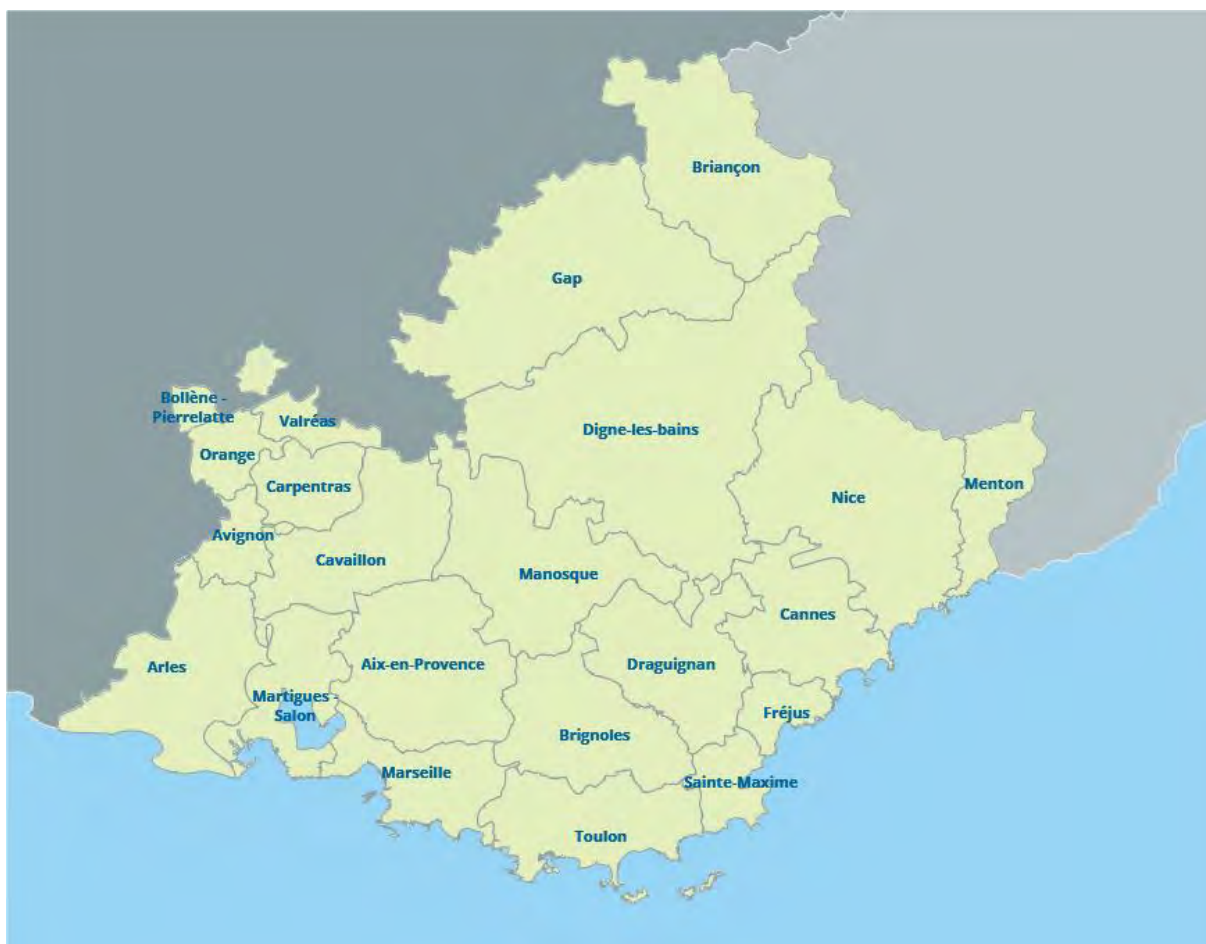 Briançon
Gap
Bollène -
Pierrelatte
Valréas
Digne-les-bains
Orange
Carpentras
Menton
Nice
Avignon
Cavaillon
Manosque
Cannes
Arles
Aix-en-Provence
Draguignan
Martigues -
Salon
Fréjus
Brignoles
Marseille
Sainte-Maxime
Toulon